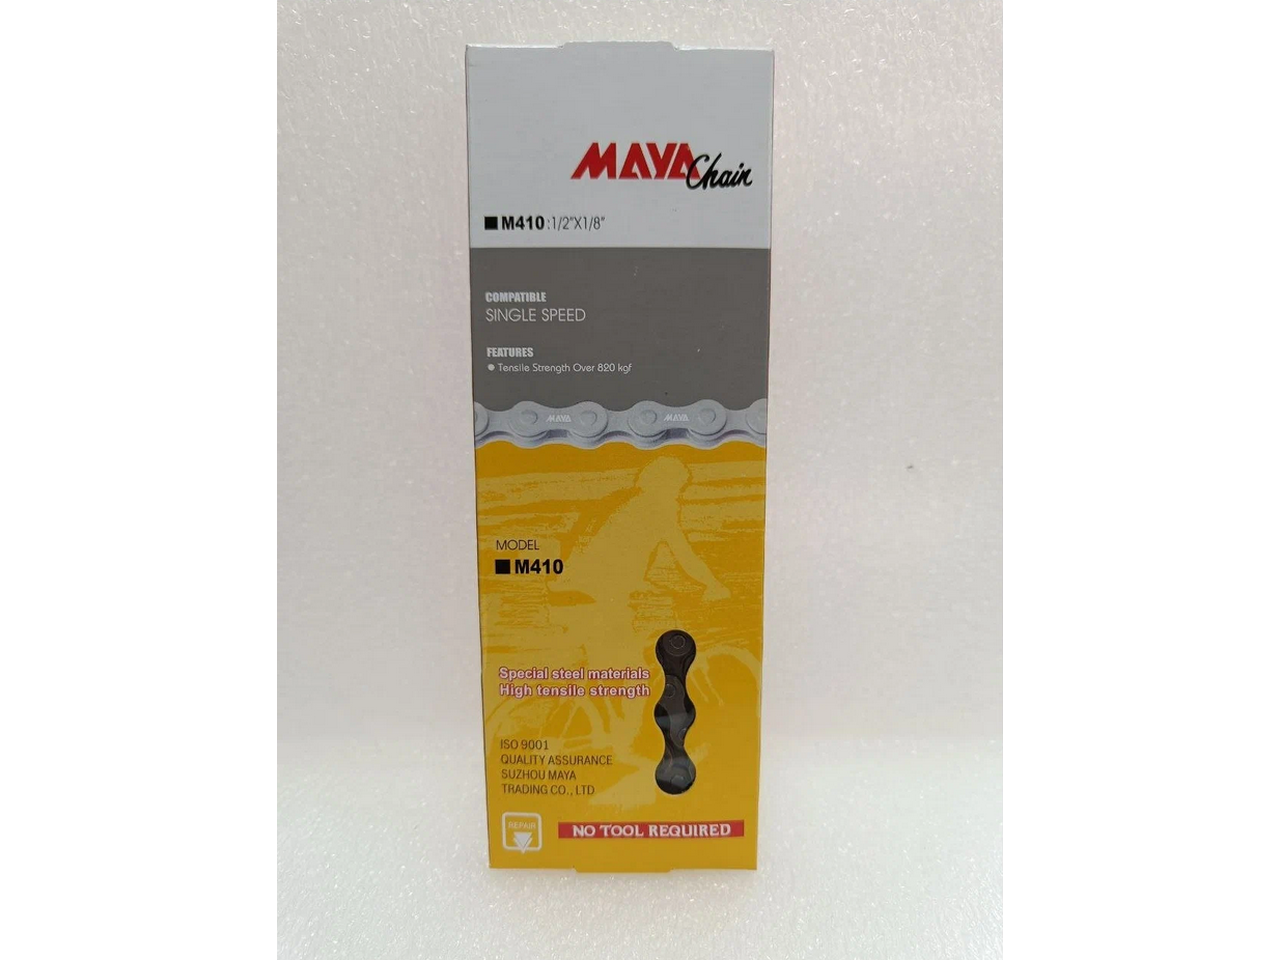 MAYA Chain
M410:1/2"X1/8"
COMPATIBLE
SINGLE SPEED
FEATURES
Tensile Strength Over 820 kgf
MAYA MAYA
MODEL
M410
Special steel materials
High tensile strength
ISO 9001
QUALITY ASSURANCE
SUZHOU MAYA
TRADING CO., LTD
REPAIR
NO TOOL REQUIRED